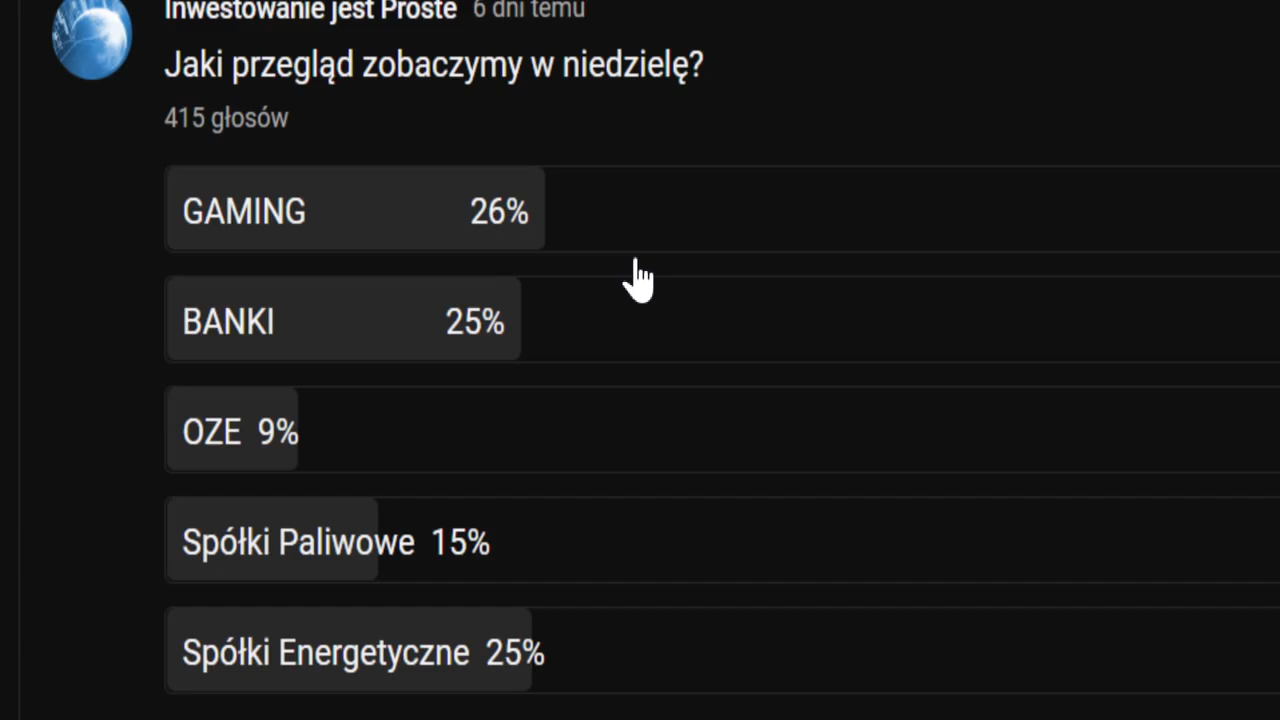 Inwestowanie jest Proste 6 dni temu
Jaki przegląd zobaczymy w niedzielę?
415 głosów
GAMING 26%
BANKI 25%
OZE 9%
Spółki Paliwowe 15%
Spółki Energetyczne 25%